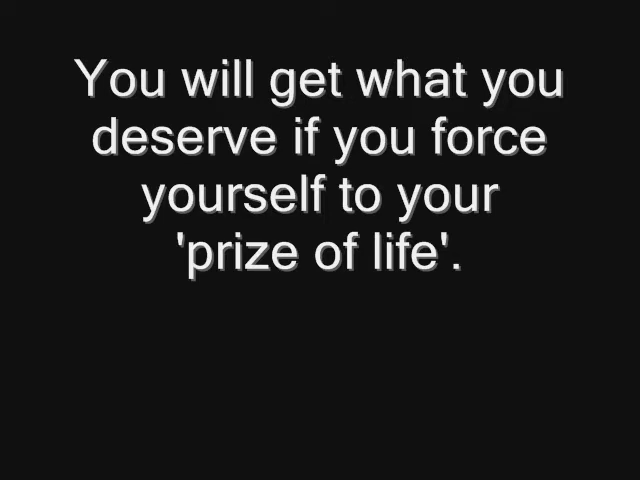 You will get what you
deserve if you force
yourself to your
'prize of life'.